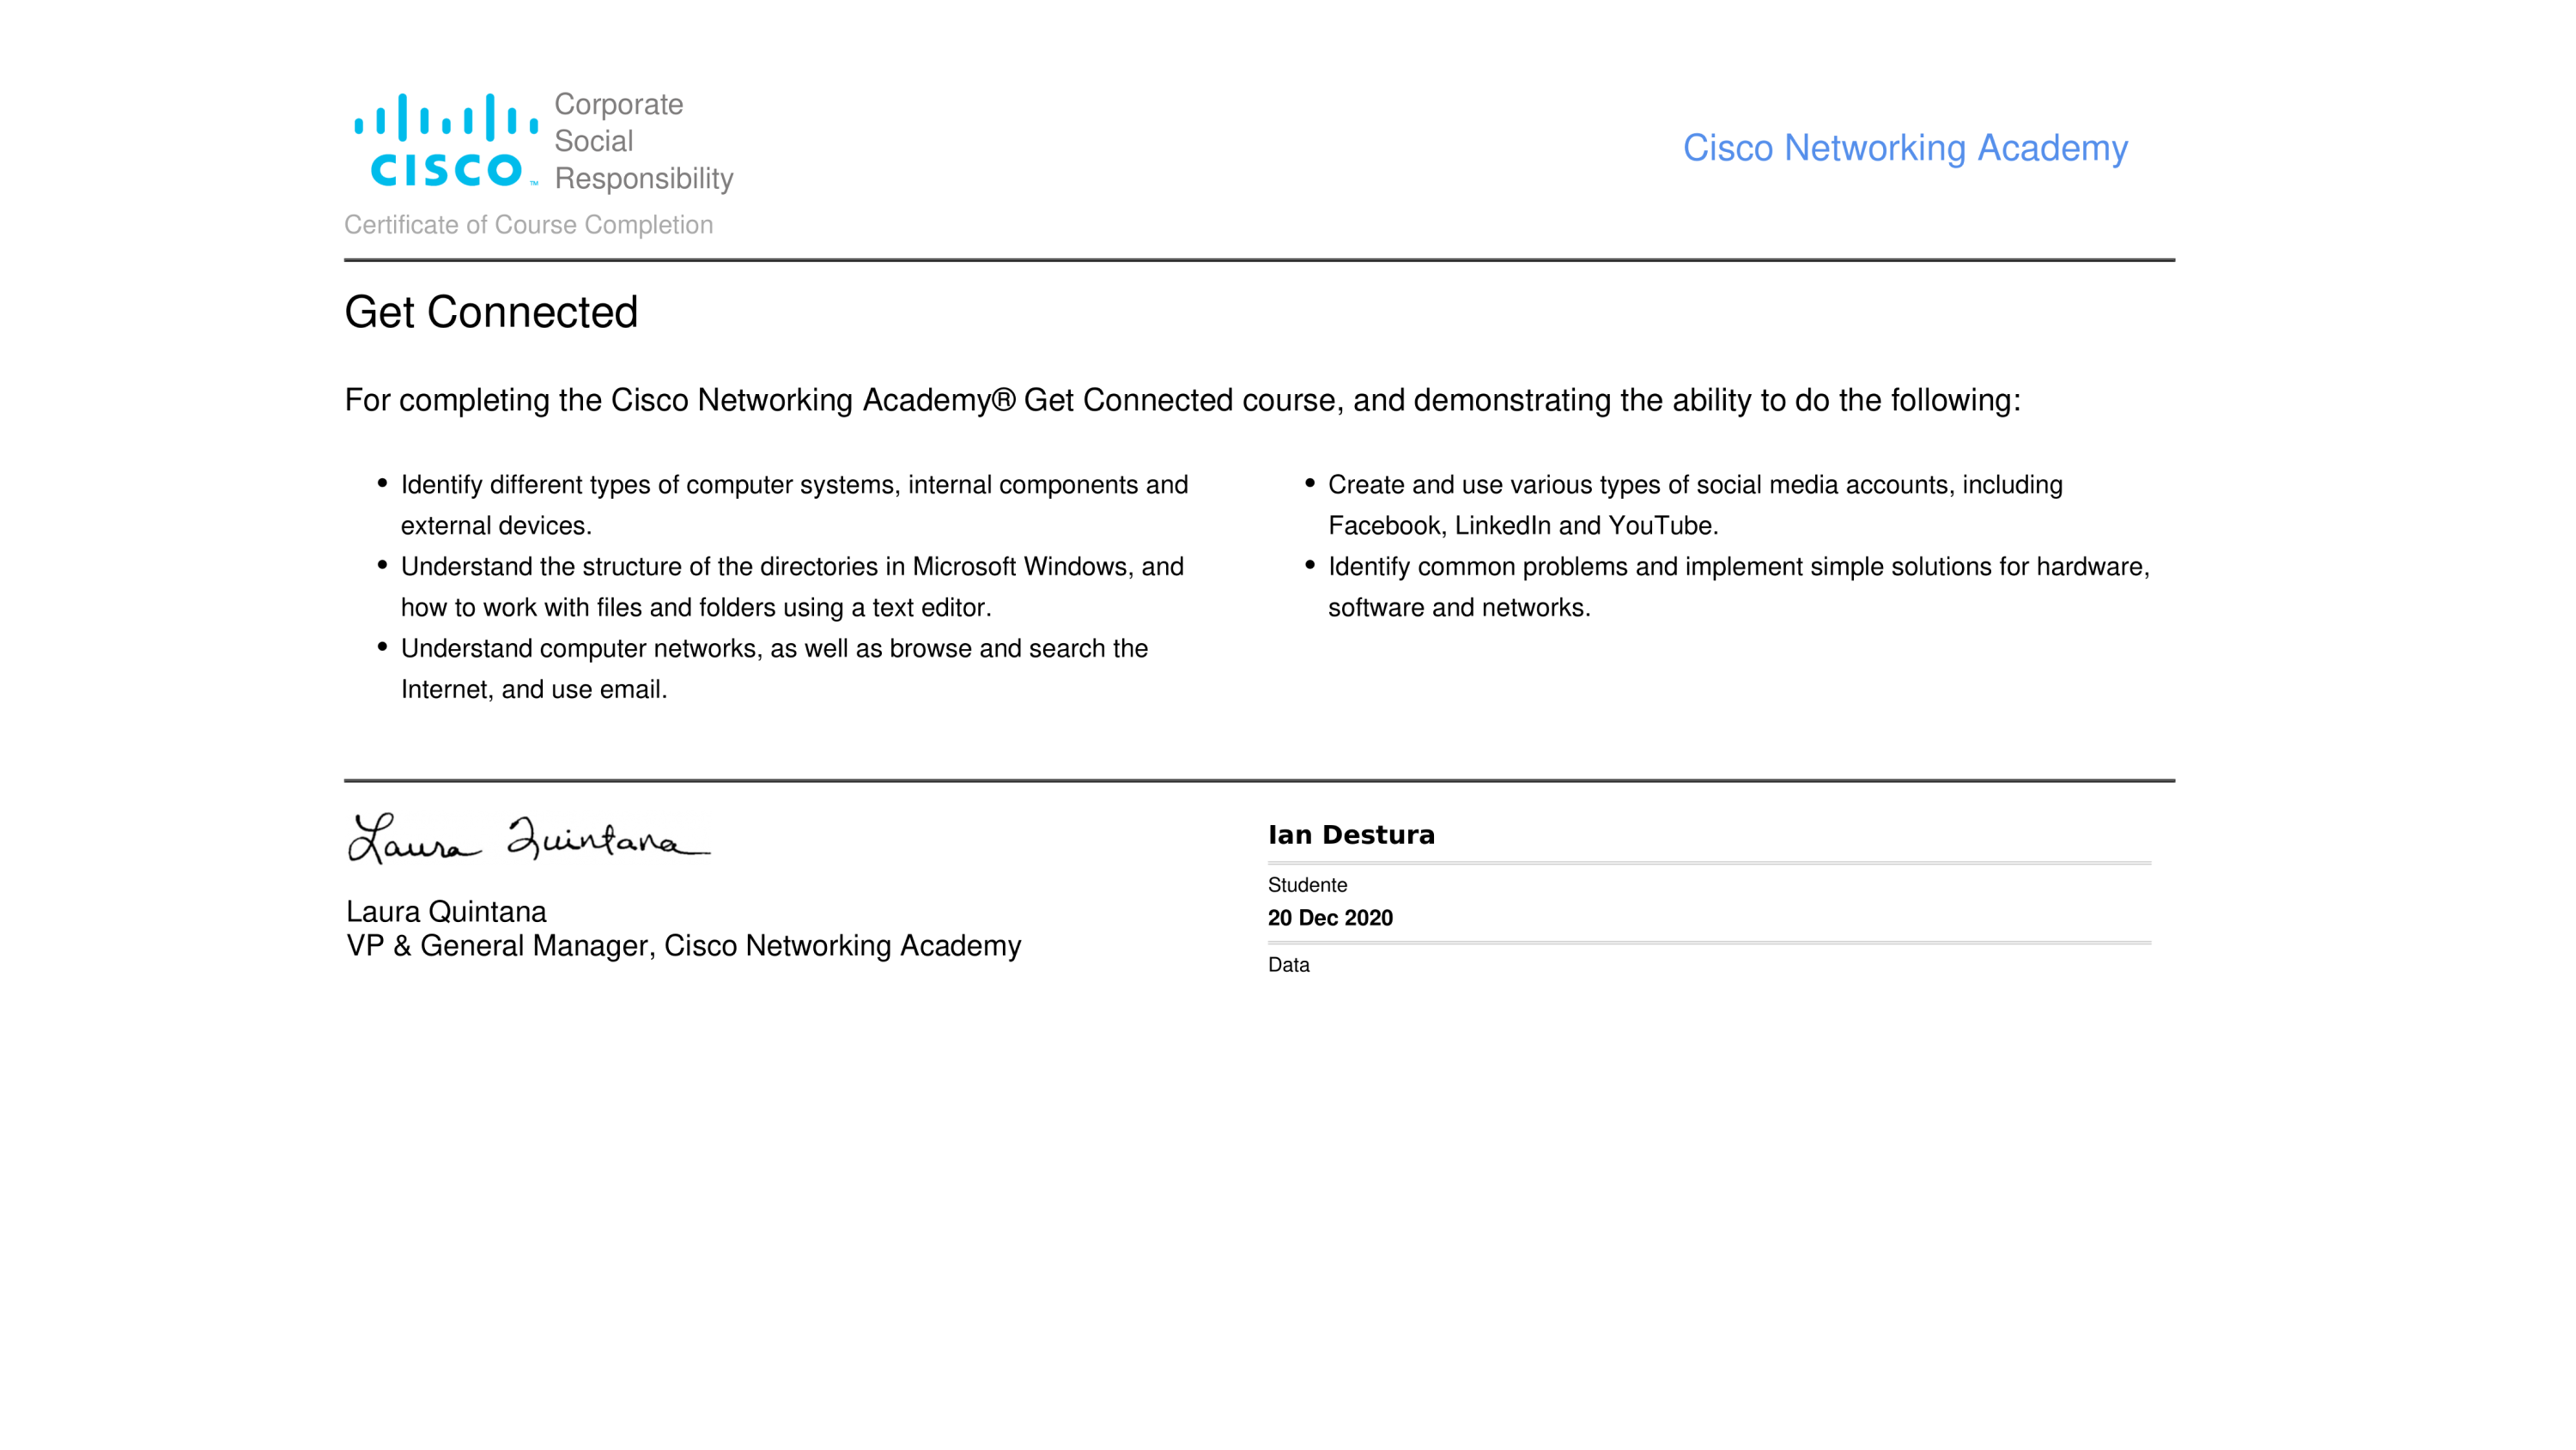 CISCO™
Corporate
Social
Responsibility
Cisco Networking Academy
Certificate of Course Completion
Get Connected
For completing the Cisco Networking Academy® Get Connected course, and demonstrating the ability to do the following:
• Identify different types of computer systems, internal components and
external devices.
• Understand the structure of the directories in Microsoft Windows, and
how to work with files and folders using a text editor.
• Understand computer networks, as well as browse and search the
Internet, and use email.
• Create and use various types of social media accounts, including
Facebook, LinkedIn and YouTube.
• Identify common problems and implement simple solutions for hardware,
software and networks.
Laura Quintana
Laura Quintana
VP & General Manager, Cisco Networking Academy
Ian Destura
Studente
20 Dec 2020
Data